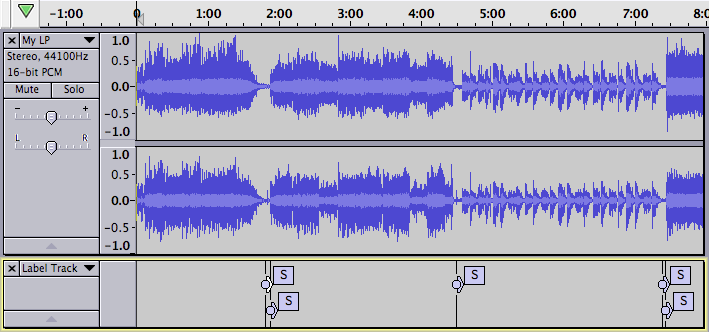 -1:00 0 1:00 2:00 3:00 4:00 5:00 6:00 7:00 8:0
My LP
Stereo, 44100Hz
16-bit PCM
Mute Solo
- +
L R
1.0
0.5
0.0
-0.5
-1.0
1.0
0.5
0.0
-0.5
-1.0
Label Track
S S S
S S